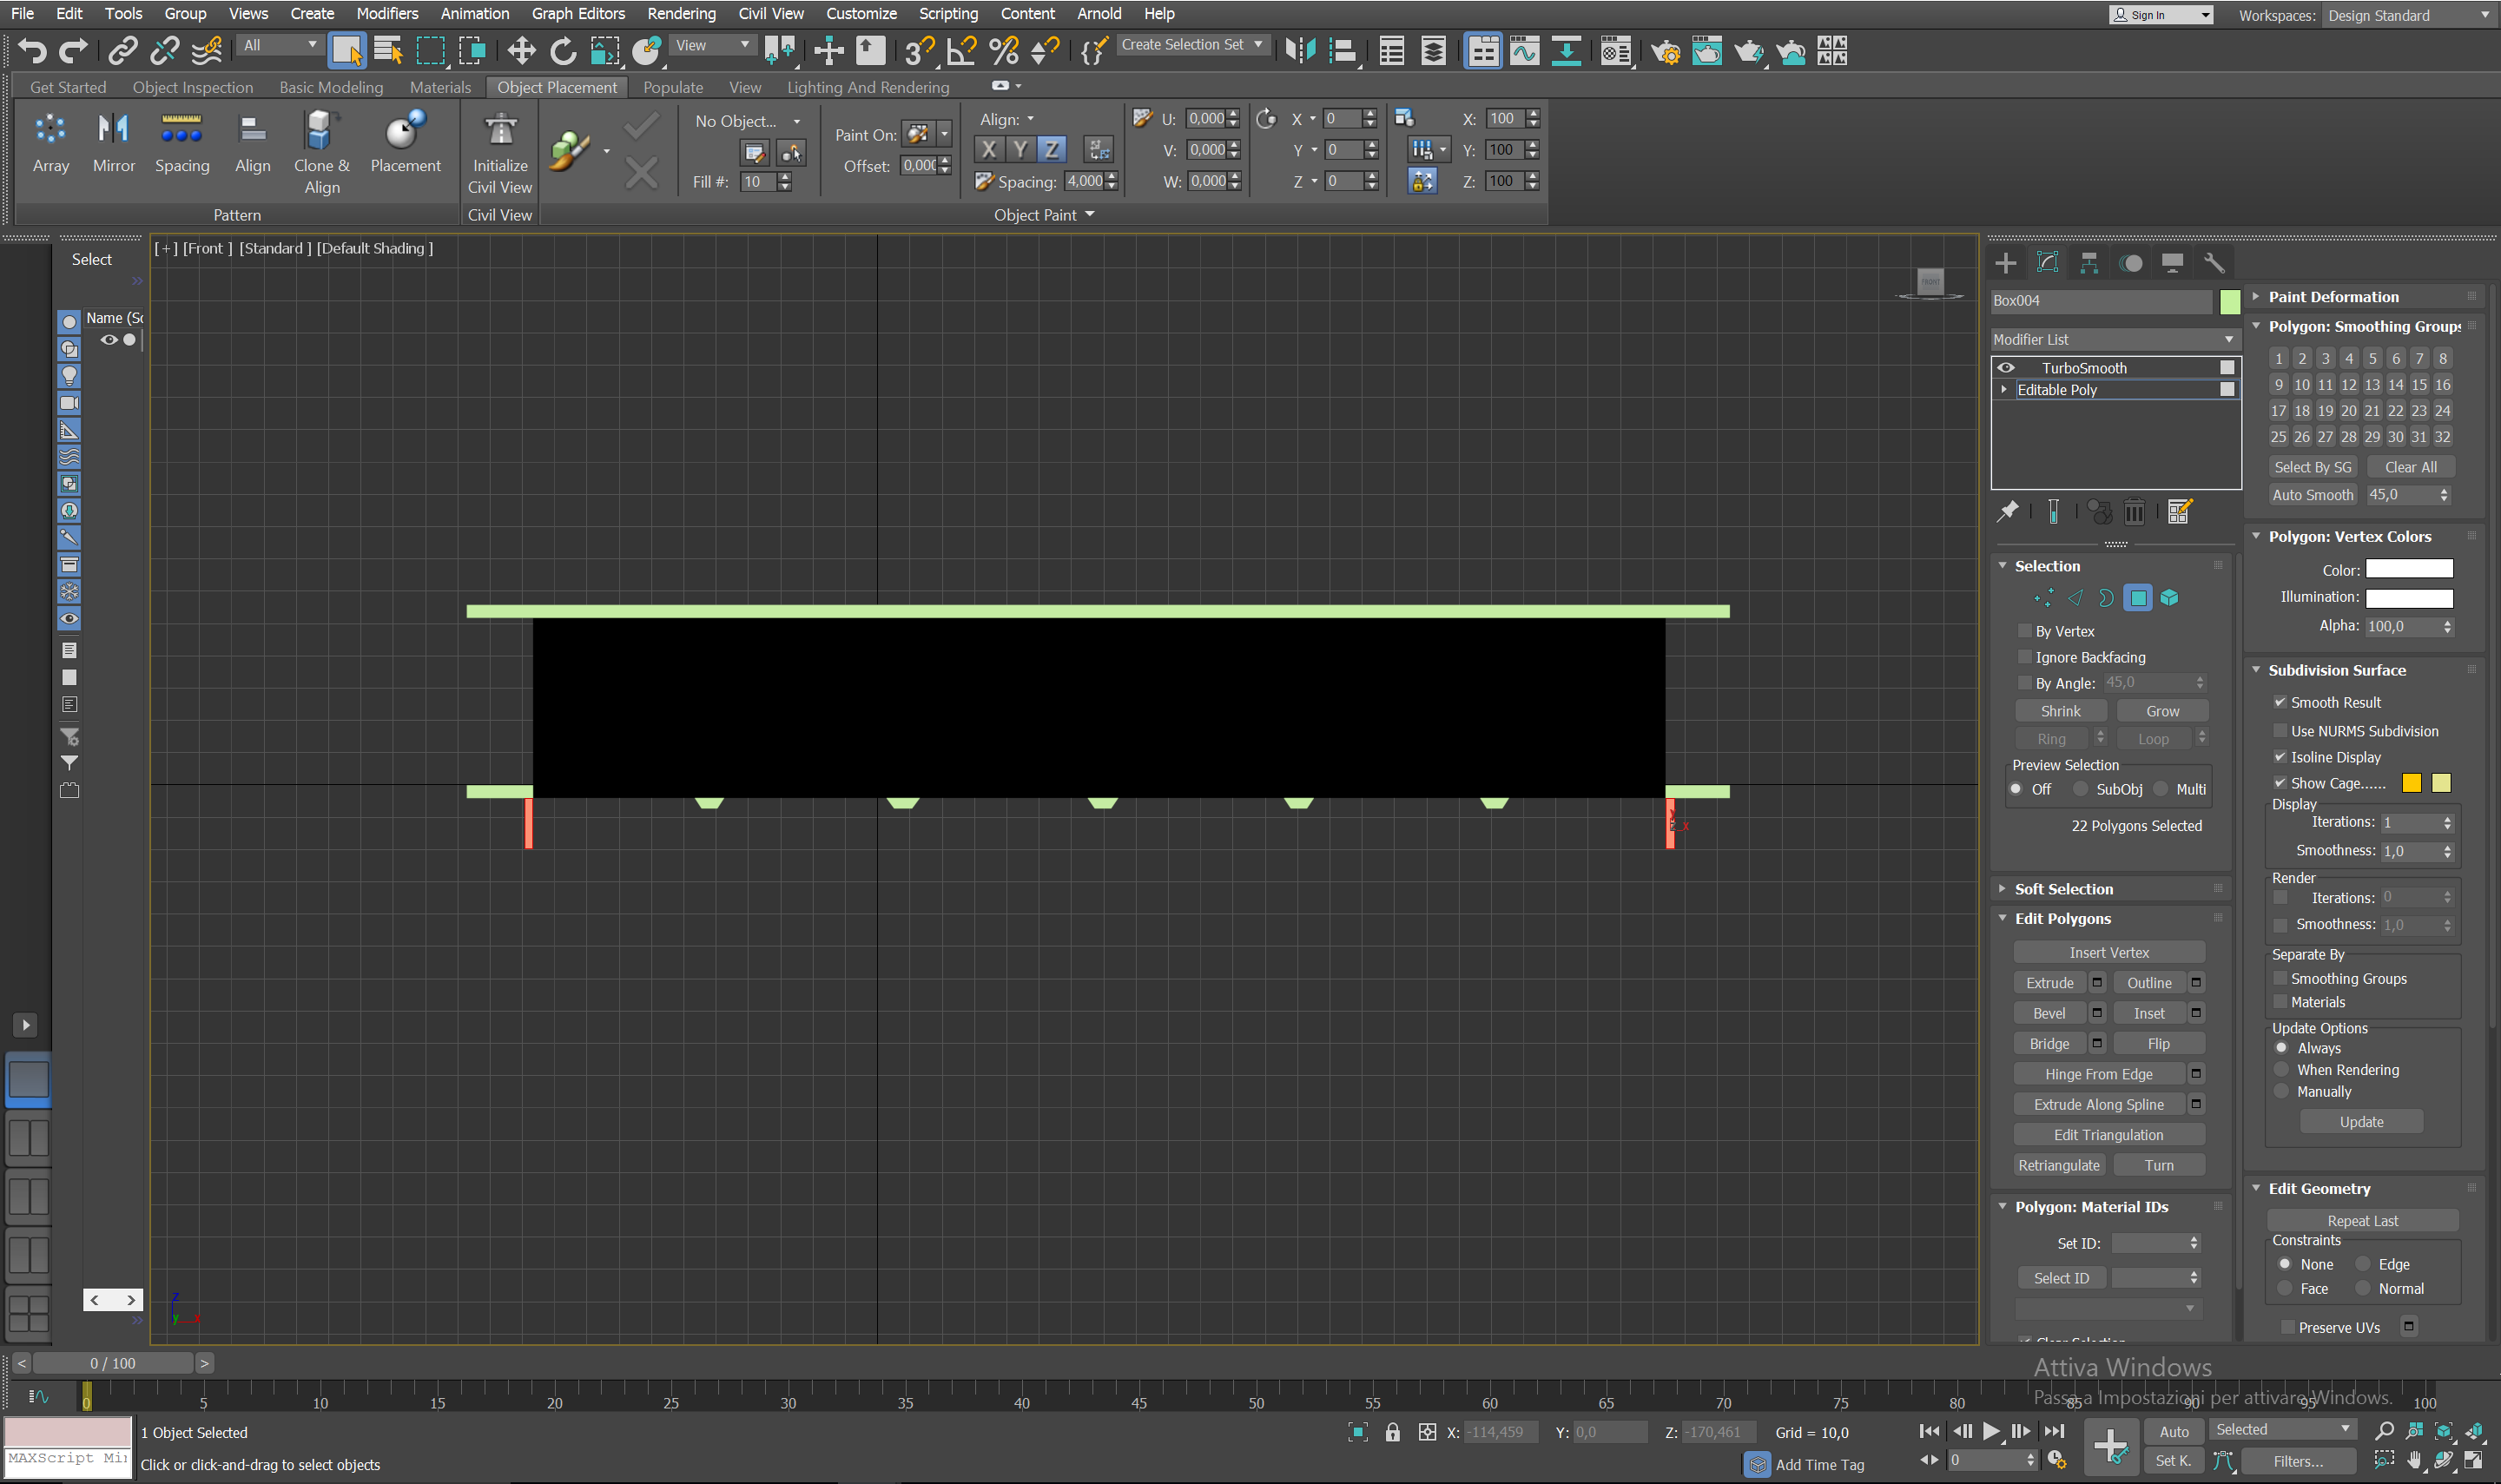 File Edit Tools Group Views Create Modifiers Animation Graph Editors Rendering Civil View Customize Scripting Content Arnold Help
Sign In Workspaces: Design Standard
All View Create Selection Set
Get Started Object Inspection Basic Modeling Materials Object Placement Populate View Lighting And Rendering
Array Mirror Spacing Align Clone & Align Placement
Pattern
Initialize Civil View
Civil View
No Object...
Fill #: 10
Paint On:
Offset: 0,000
Align:
X Y Z
Spacing: 4,000
U: 0,000
V: 0,000
W: 0,000
X 0
Y 0
Z 0
X: 100
Y: 100
Z: 100
Object Paint
Select
Name (Sc
[+] [Front ] [Standard ] [Default Shading ]
FRONT
Box004
Modifier List
TurboSmooth
Editable Poly
Selection
By Vertex
Ignore Backfacing
By Angle: 45,0
Shrink Grow
Ring Loop
Preview Selection
Off SubObj Multi
22 Polygons Selected
Soft Selection
Edit Polygons
Insert Vertex
Extrude Outline
Bevel Inset
Bridge Flip
Hinge From Edge
Extrude Along Spline
Edit Triangulation
Retriangulate Turn
Polygon: Material IDs
Set ID:
Select ID
Clear Selection
Paint Deformation
Polygon: Smoothing Groups
1 2 3 4 5 6 7 8
9 10 11 12 13 14 15 16
17 18 19 20 21 22 23 24
25 26 27 28 29 30 31 32
Select By SG Clear All
Auto Smooth 45,0
Polygon: Vertex Colors
Color:
Illumination:
Alpha: 100,0
Subdivision Surface
Smooth Result
Use NURMS Subdivision
Isoline Display
Show Cage......
Display
Iterations: 1
Smoothness: 1,0
Render
Iterations: 0
Smoothness: 1,0
Separate By
Smoothing Groups
Materials
Update Options
Always
When Rendering
Manually
Update
Edit Geometry
Repeat Last
Constraints
None Edge
Face Normal
Preserve UVs
z
y x
< 0 / 100 >
0 5 10 15 20 25 30 35 40 45 50 55 60 65 70 75 80 85 90 95 100
Attiva Windows
Passa a Impostazioni per attivare Windows.
MAXScript Mi
1 Object Selected
Click or click-and-drag to select objects
X: -114,459 Y: 0,0 Z: -170,461 Grid = 10,0
Add Time Tag
0
Auto Selected
Set K. Filters...